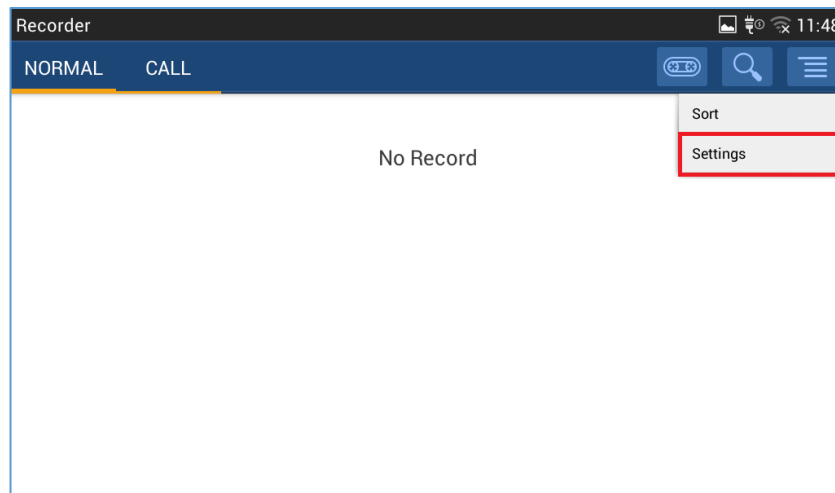 Recorder 11:48
NORMAL CALL
Sort
No Record
Settings